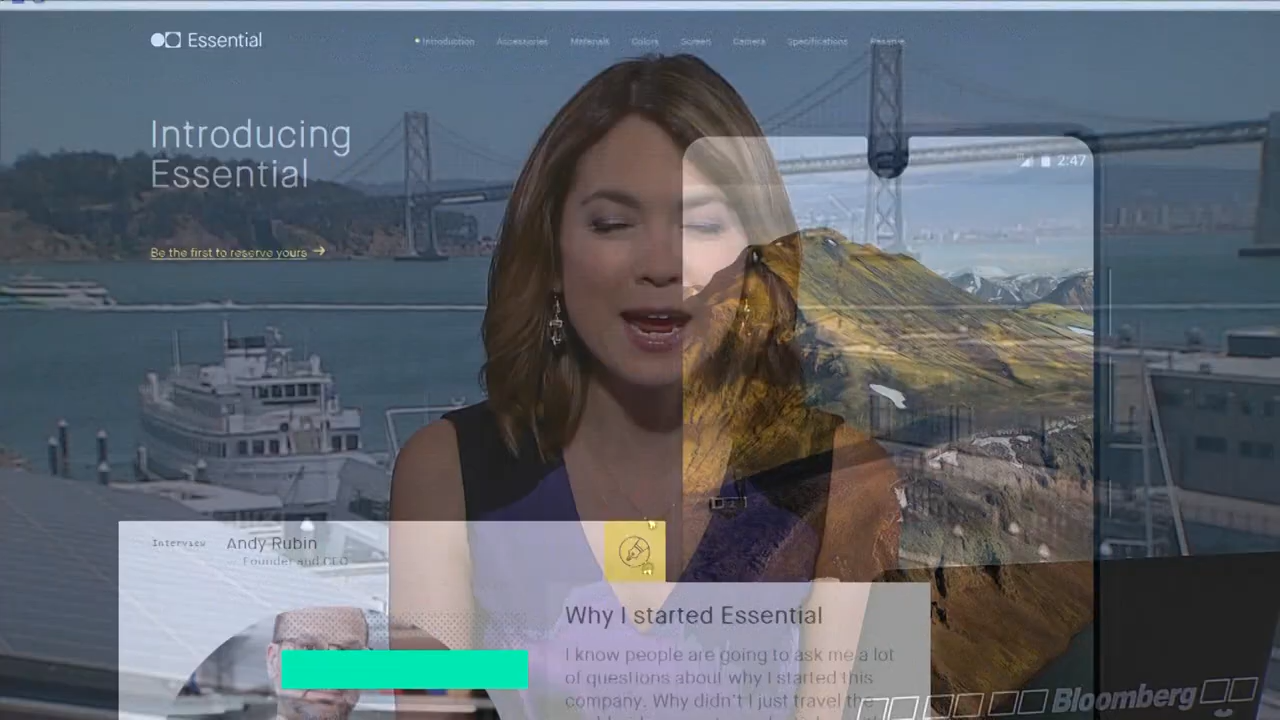 Essential
Introduction Accessories Materials Colors Screen Camera Specifications Reserve
Introducing
Essential
2:47
Be the first to reserve yours →
Interview Andy Rubin
— Founder and CEO
Why I started Essential
I know people are going to ask me a lot
of questions about why I started this
company. Why didn't I just travel the
Bloomberg